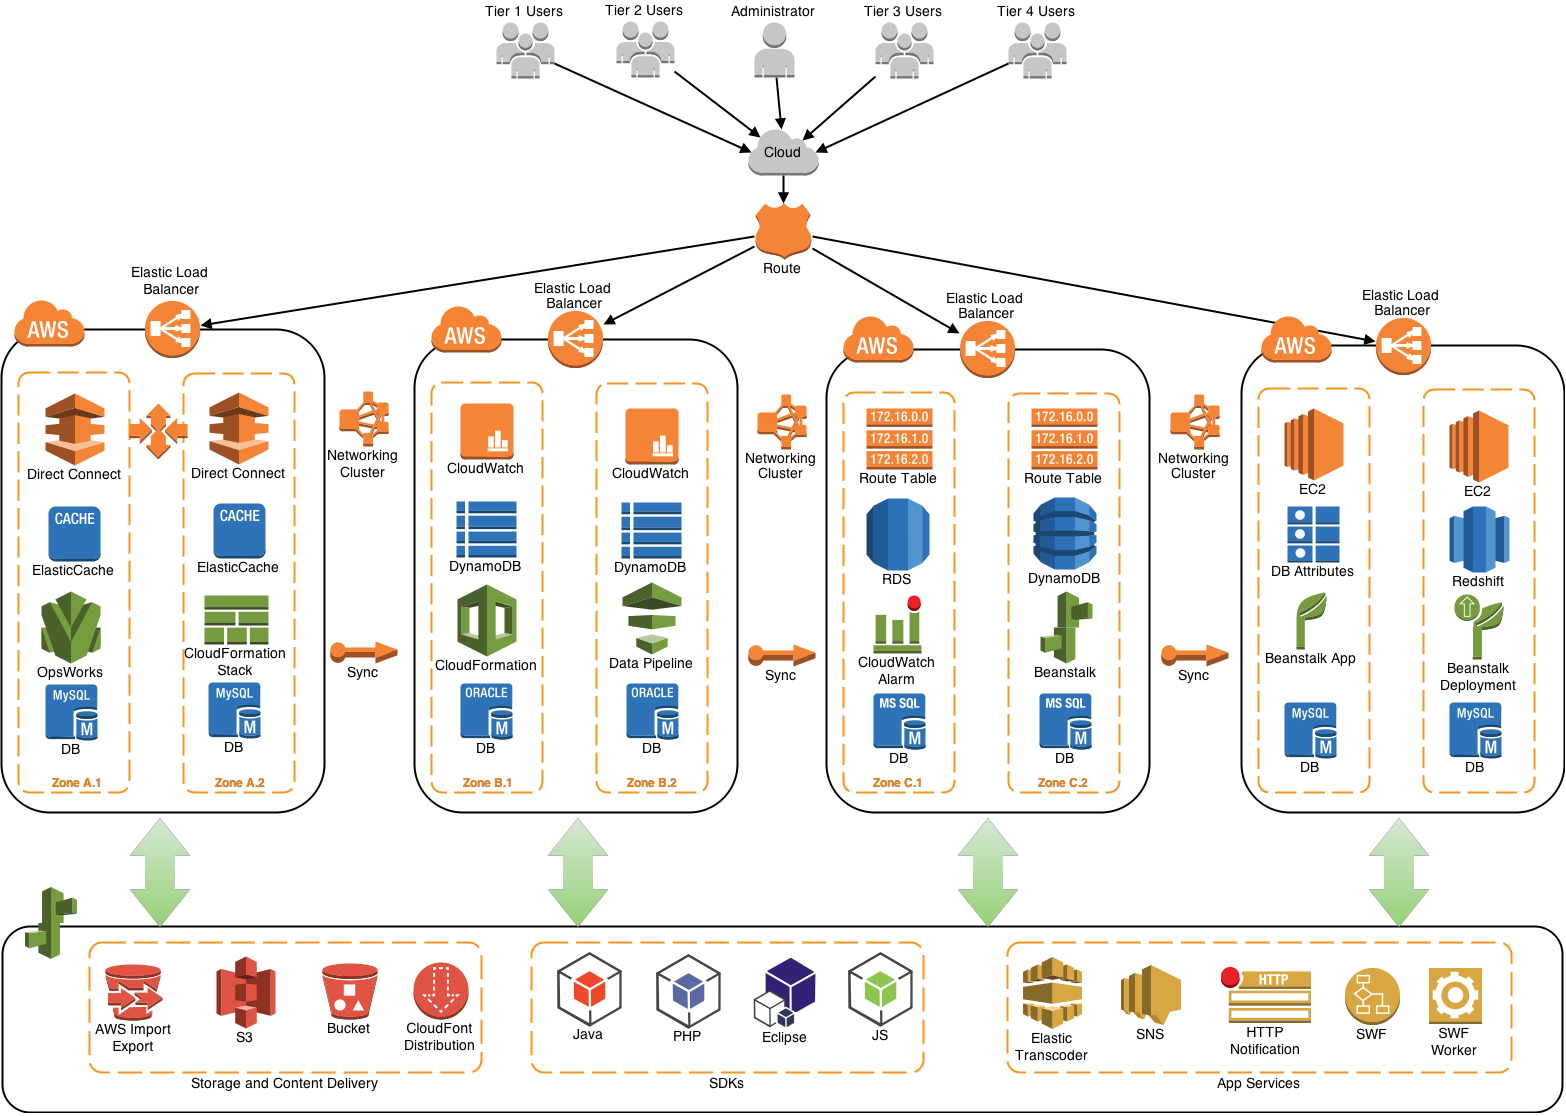 Tier 1 Users
Tier 2 Users
Administrator
Tier 3 Users
Tier 4 Users
Cloud
Route
Elastic Load
Balancer
AWS
Direct Connect
Direct Connect
CACHE
ElasticCache
CACHE
ElasticCache
OpsWorks
CloudFormation
Stack
MySQL
M
DB
MySQL
M
DB
Zone A.1
Zone A.2
Networking
Cluster
Sync
Elastic Load
Balancer
AWS
CloudWatch
CloudWatch
DynamoDB
DynamoDB
CloudFormation
Data Pipeline
ORACLE
M
DB
ORACLE
M
DB
Zone B.1
Zone B.2
Networking
Cluster
Sync
Elastic Load
Balancer
AWS
172.16.0.0
172.16.1.0
172.16.2.0
Route Table
172.16.0.0
172.16.1.0
172.16.2.0
Route Table
RDS
DynamoDB
CloudWatch
Alarm
Beanstalk
MS SQL
M
DB
MS SQL
M
DB
Zone C.1
Zone C.2
Networking
Cluster
Sync
Elastic Load
Balancer
AWS
EC2
EC2
DB Attributes
Redshift
Beanstalk App
Beanstalk
Deployment
MySQL
M
DB
MySQL
M
DB
AWS Import
Export
S3
Bucket
CloudFont
Distribution
Storage and Content Delivery
Java
PHP
Eclipse
JS
SDKs
Elastic
Transcoder
SNS
HTTP
HTTP
Notification
SWF
SWF
Worker
App Services